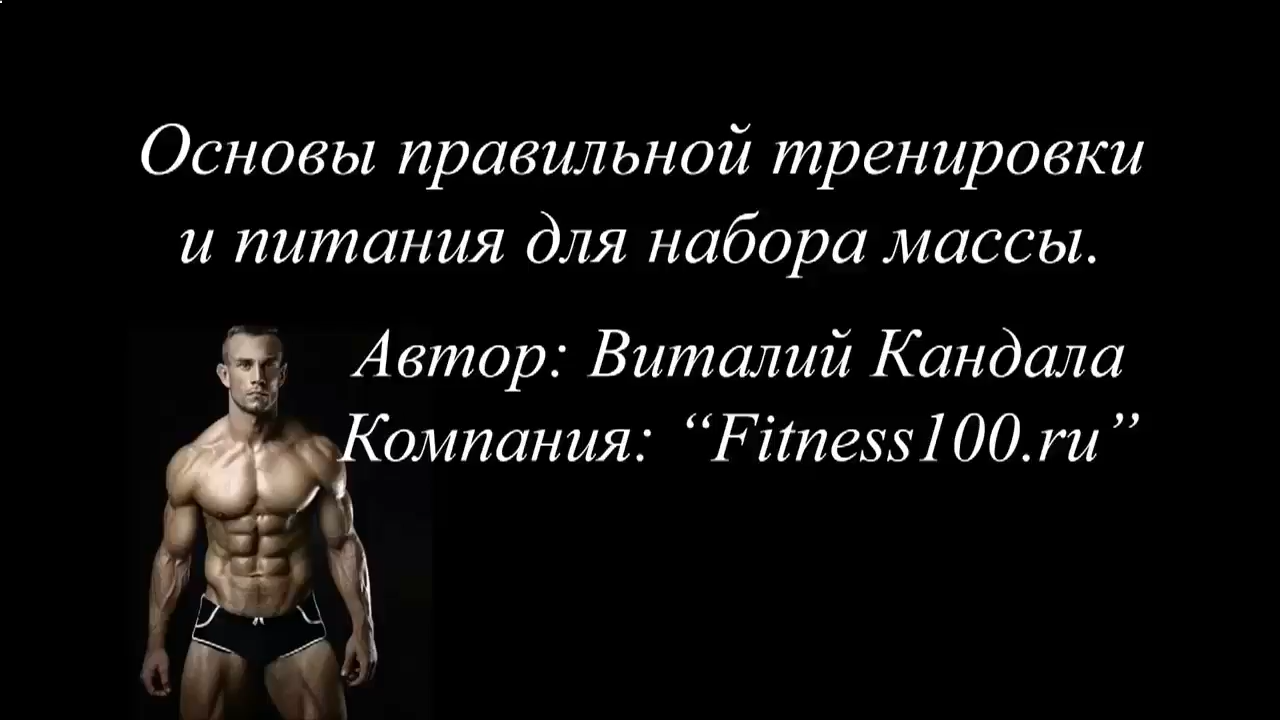 Основы правильной тренировки
и питания для набора массы.
Автор: Виталий Кандала
Компания: “Fitness100.ru”